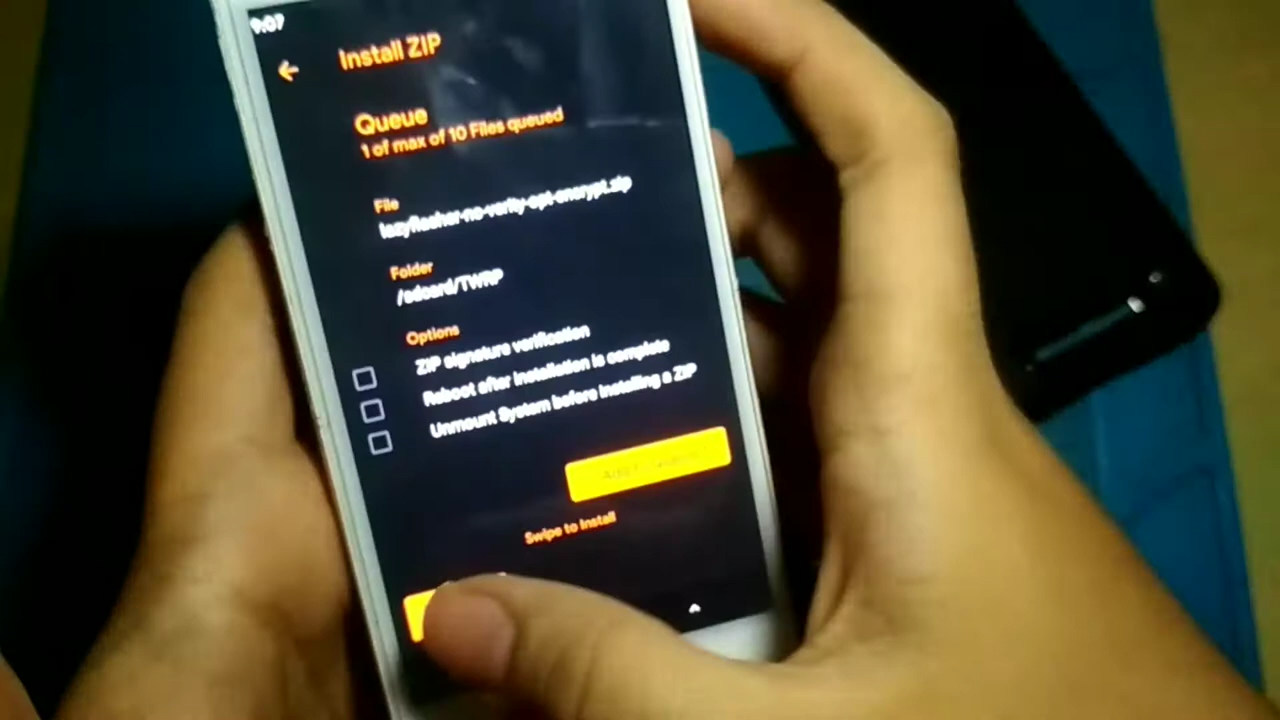 9:07
Install ZIP
Queue
1 of max of 10 Files queued
File
lazyflasher-no-verity-opt-encrypt.zip
Folder
/sdcard/TWRP
Options
ZIP signature verification
Reboot after installation is complete
Unmount System before installing a ZIP
Swipe to Install